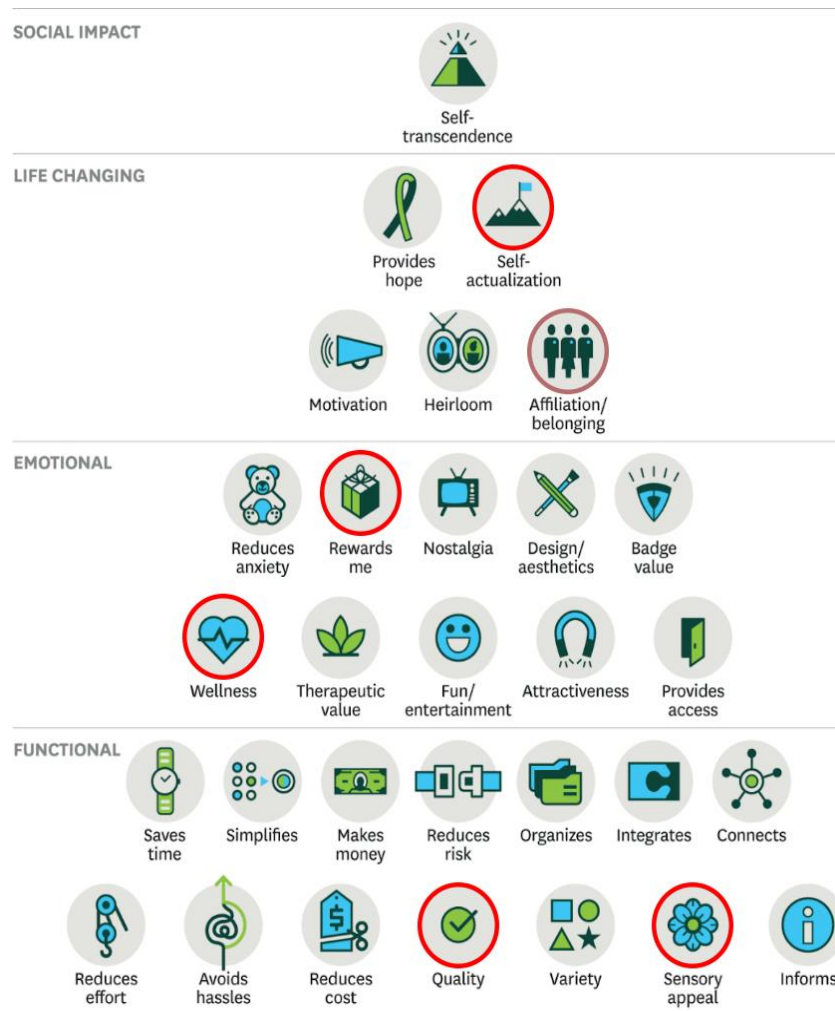 SOCIAL IMPACT
Self-
transcendence
LIFE CHANGING
Provides
hope
Self-
actualization
Motivation
Heirloom
Affiliation/
belonging
EMOTIONAL
Reduces
anxiety
Rewards
me
Nostalgia
Design/
aesthetics
Badge
value
Wellness
Therapeutic
value
Fun/
entertainment
Attractiveness
Provides
access
FUNCTIONAL
Saves
time
Simplifies
Makes
money
Reduces
risk
Organizes
Integrates
Connects
Reduces
effort
Avoids
hassles
$
Reduces
cost
Quality
Variety
Sensory
appeal
Informs